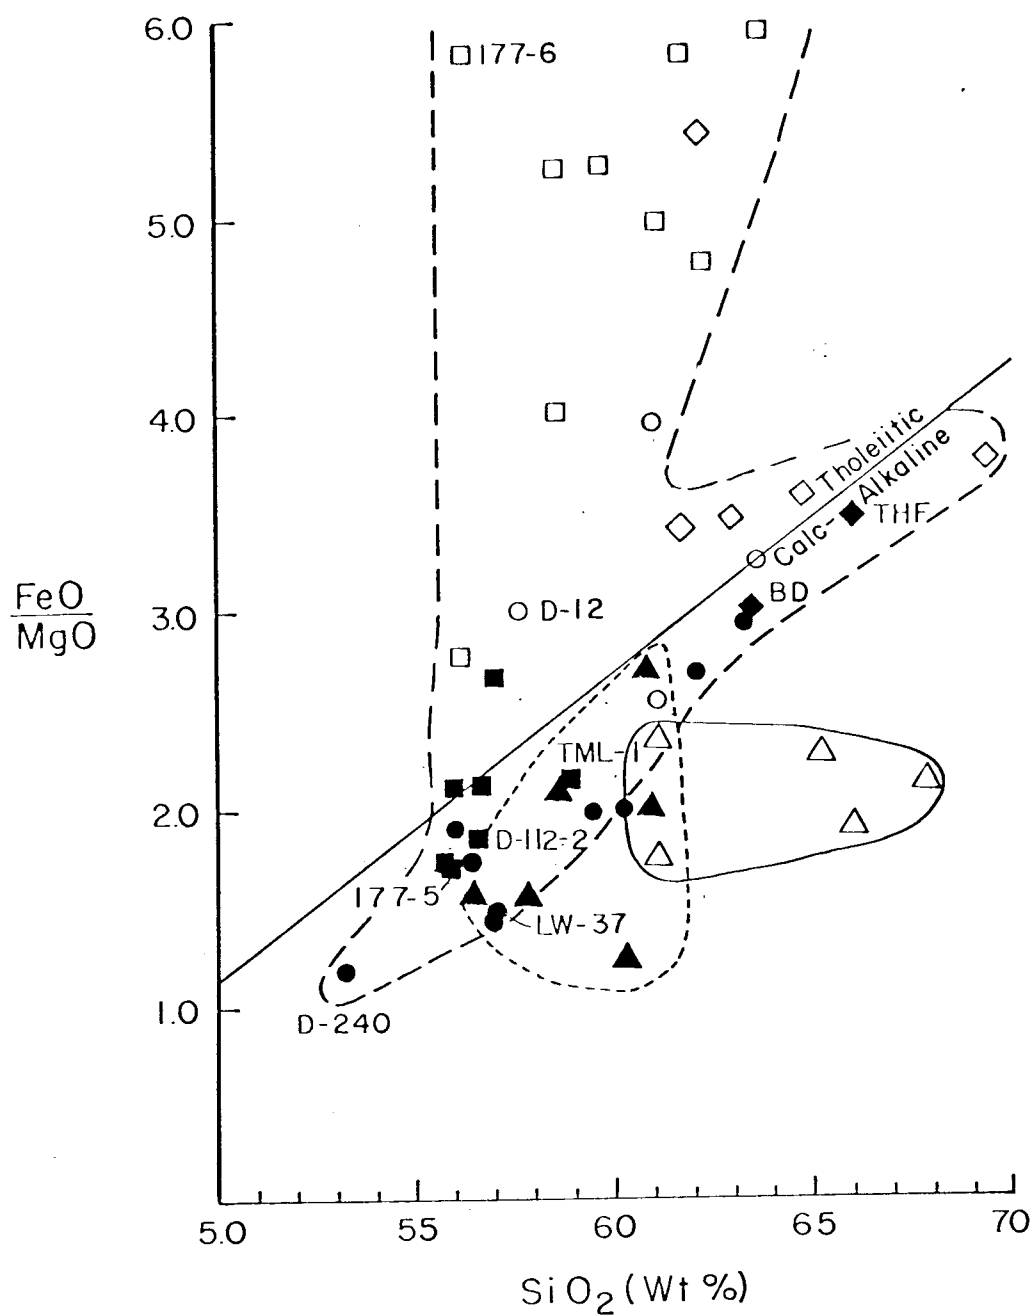 6.0
177-6
5.0
4.0
Tholeiitic
Calc-Alkaline
THF
BD
FeO
MgO
3.0
D-12
TML-1
2.0
D-112-2
177-5
LW-37
1.0
D-240
5.0
55
60
65
70
SiO₂ (Wt %)